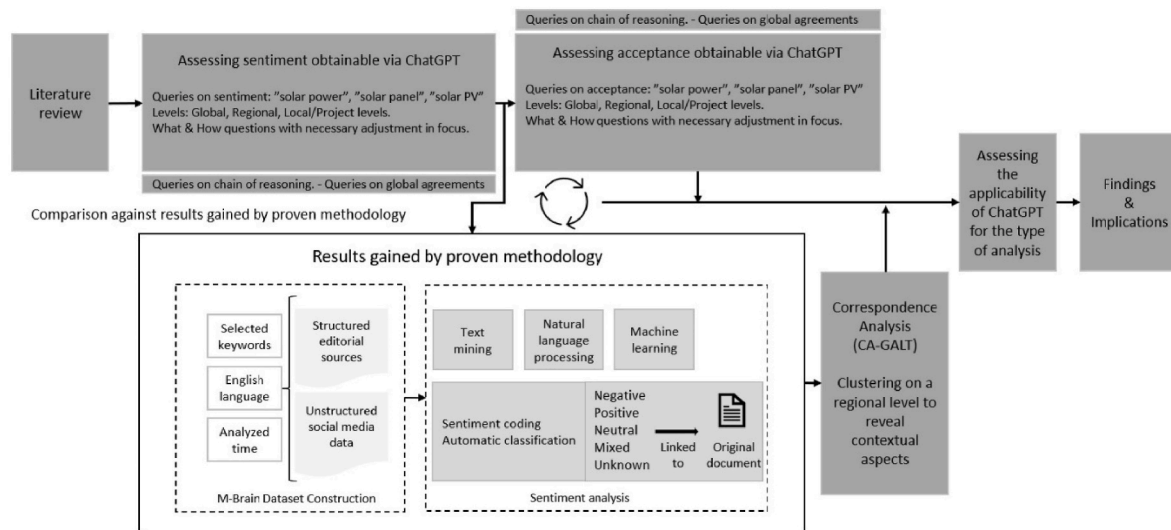 Literature
review
Assessing sentiment obtainable via ChatGPT
Queries on sentiment: "solar power", "solar panel", "solar PV"
Levels: Global, Regional, Local/Project levels.
What & How questions with necessary adjustment in focus.
Queries on chain of reasoning. - Queries on global agreements
Queries on chain of reasoning. - Queries on global agreements
Assessing acceptance obtainable via ChatGPT
Queries on acceptance: "solar power", "solar panel", "solar PV"
Levels: Global, Regional, Local/Project levels.
What & How questions with necessary adjustment in focus.
Assessing
the
applicability
of ChatGPT
for the type
of analysis
Findings
&
Implications
Comparison against results gained by proven methodology
Results gained by proven methodology
Selected
keywords
English
language
Analyzed
time
Structured
editorial
sources
Unstructured
social media
data
M-Brain Dataset Construction
Text
mining
Natural
language
processing
Machine
learning
Sentiment coding
Automatic classification
Negative
Positive
Neutral
Mixed
Unknown
Linked
to
Original
document
Sentiment analysis
Correspondence
Analysis
(CA-GALT)
Clustering on a
regional level to
reveal
contextual
aspects